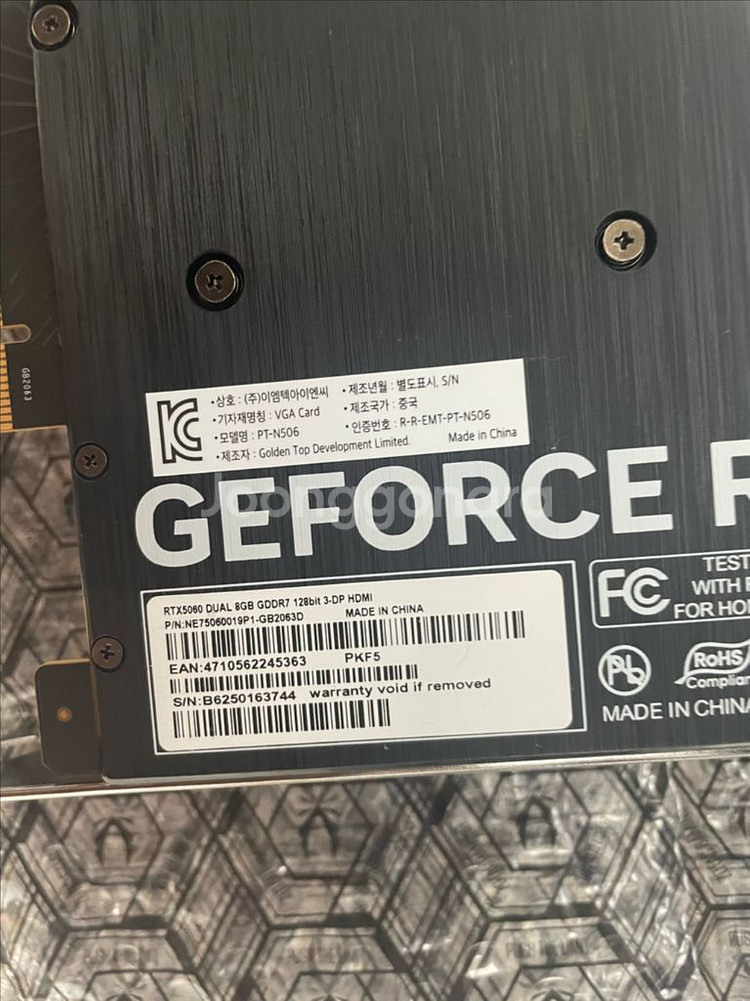 GB2063
•상호 : (주)이엠텍아이엔씨
•기자재명칭 : VGA Card
•모델명 : PT-N506
•제조자 : Golden Top Development Limited.
•제조년월 : 별도표시, S/N
•제조국가 : 중국
•인증번호 : R-R-EMT-PT-N506
Made in China
Joonggonara
GEFORCE R
RTX5060 DUAL 8GB GDDR7 128bit 3-DP HDMI
P/N:NE75060019P1-GB2063D MADE IN CHINA
EAN:4710562245363 PKF5
S/N:B6250163744 warranty void if removed
FC
TEST
WITH
FOR HO
Pb
RoHS
Complian
MADE IN CHINA